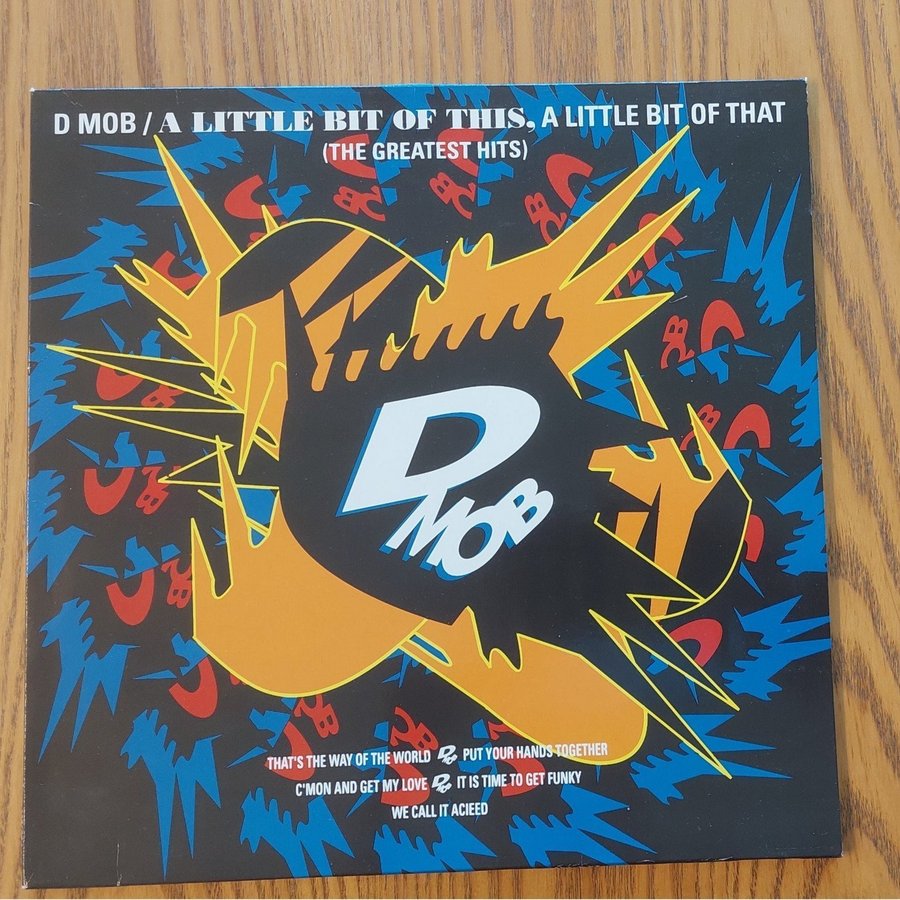 D MOB / A LITTLE BIT OF THIS, A LITTLE BIT OF THAT
(THE GREATEST HITS)
D MOB
THAT'S THE WAY OF THE WORLD PUT YOUR HANDS TOGETHER
C'MON AND GET MY LOVE IT IS TIME TO GET FUNKY
WE CALL IT ACIEED